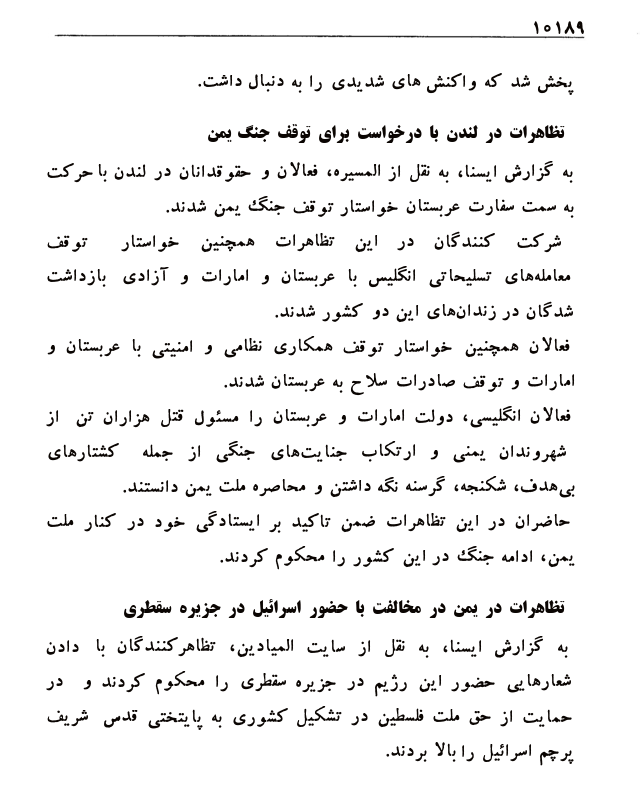 ۱۰۱۸۹
پخش شد که واکنش های شدیدی را به دنبال داشت.
تظاهرات در لندن با درخواست برای توقف جنگ یمن
به گزارش ایسنا، به نقل از المسیره، فعالان و حقوقدانان در لندن با حرکت
به سمت سفارت عربستان خواستار توقف جنگ یمن شدند.
شرکت کنندگان در این تظاهرات همچنین خواستار توقف
معامله‌های تسلیحاتی انگلیس با عربستان و امارات و آزادی بازداشت
شدگان در زندان‌های این دو کشور شدند.
فعالان همچنین خواستار توقف همکاری نظامی و امنیتی با عربستان و
امارات و توقف صادرات سلاح به عربستان شدند.
فعالان انگلیسی، دولت امارات و عربستان را مسئول قتل هزاران تن از
شهروندان یمنی و ارتکاب جنایت‌های جنگی از جمله کشتارهای
بی‌هدف، شکنجه، گرسنه نگه داشتن و محاصره ملت یمن دانستند.
حاضران در این تظاهرات ضمن تاکید بر ایستادگی خود در کنار ملت
یمن، ادامه جنگ در این کشور را محکوم کردند.
تظاهرات در یمن در مخالفت با حضور اسرائیل در جزیره سقطری
به گزارش ایسنا، به نقل از سایت المیادین، تظاهرکنندگان با دادن
شعارهایی حضور این رژیم در جزیره سقطری را محکوم کردند و در
حمایت از حق ملت فلسطین در تشکیل کشوری به پایتختی قدس شریف
پرچم اسرائیل را بالا بردند.